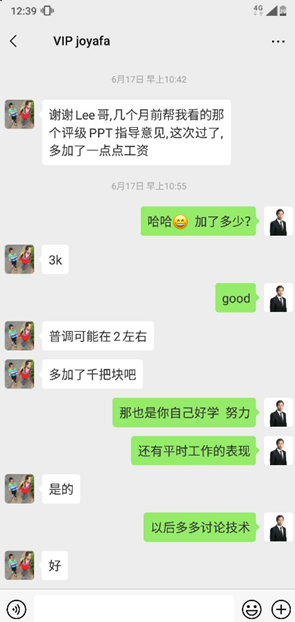 12:39
4G
VIP joyafa
6月17日 早上10:42
谢谢Lee哥,几个月前帮我看的那
个评级PPT指导意见,这次过了,
多加了一点点工资
6月17日 早上10:55
哈哈😀 加了多少?
3k
good
普调可能在2左右
多加了千把块吧
那也是你自己好学 努力
还有平时工作的表现
是的
以后多多讨论技术
好